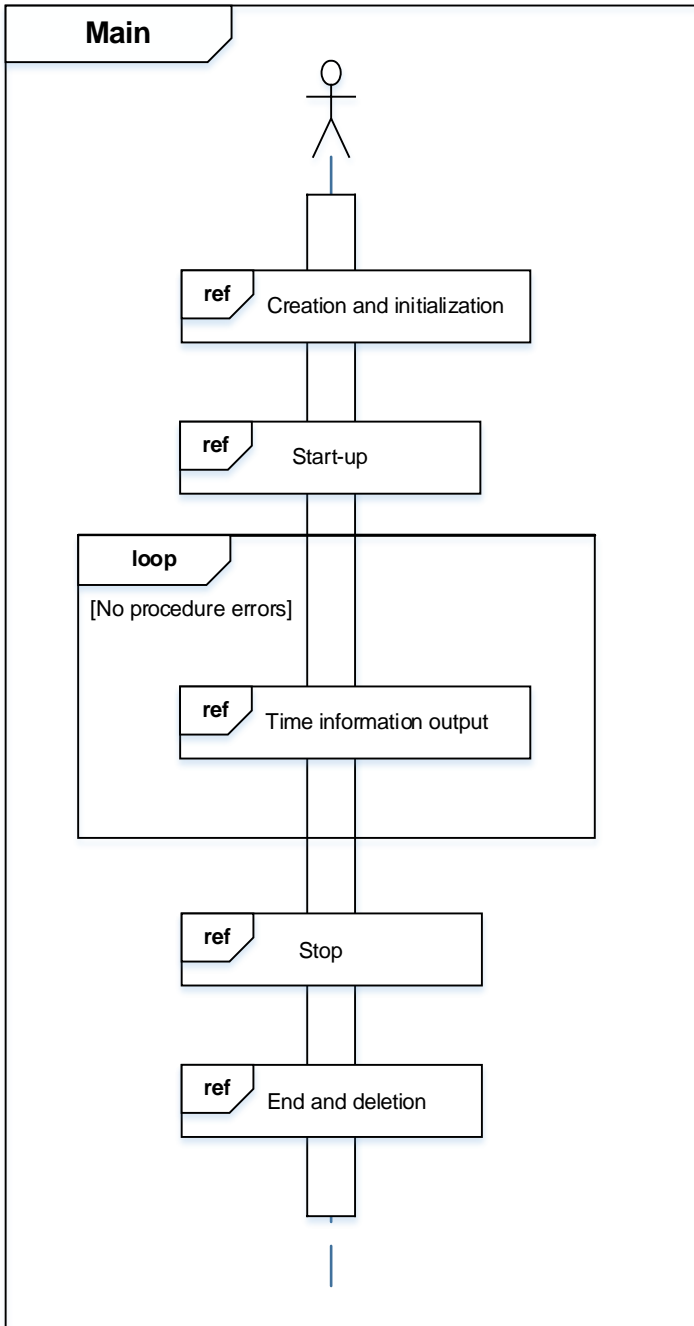 Main
ref
Creation and initialization
ref
Start-up
loop
[No procedure errors]
ref
Time information output
ref
Stop
ref
End and deletion